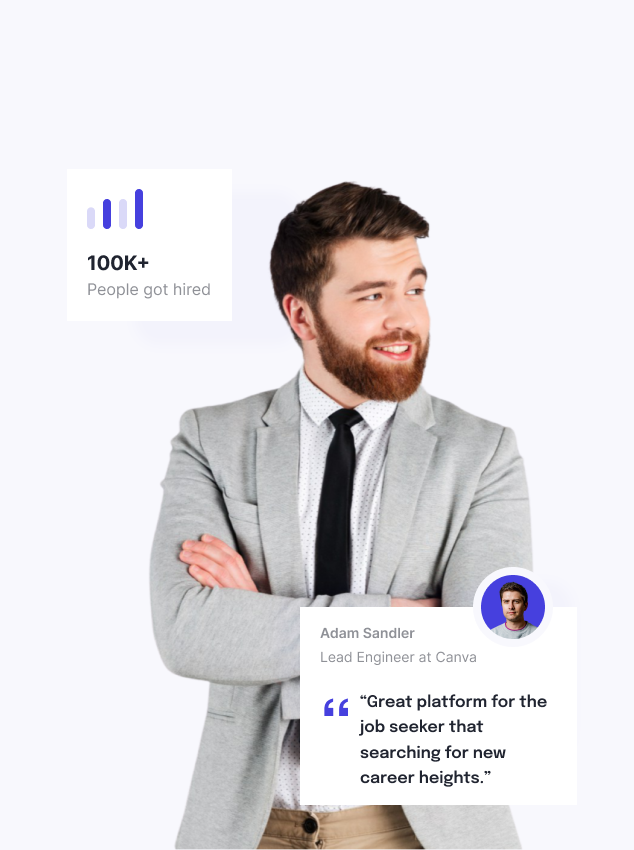 100K+
People got hired
Adam Sandler
Lead Engineer at Canva
“Great platform for the
job seeker that
searching for new
career heights.”